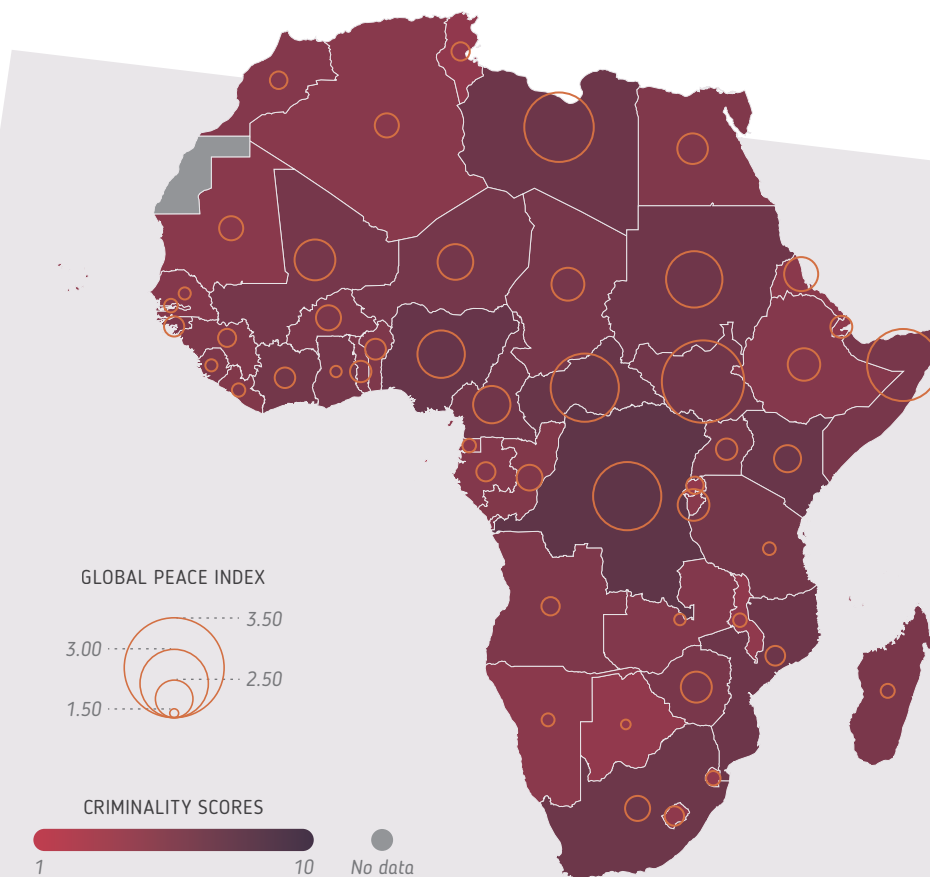 GLOBAL PEACE INDEX
3.50
3.00
2.50
1.50
CRIMINALITY SCORES
1
10
No data